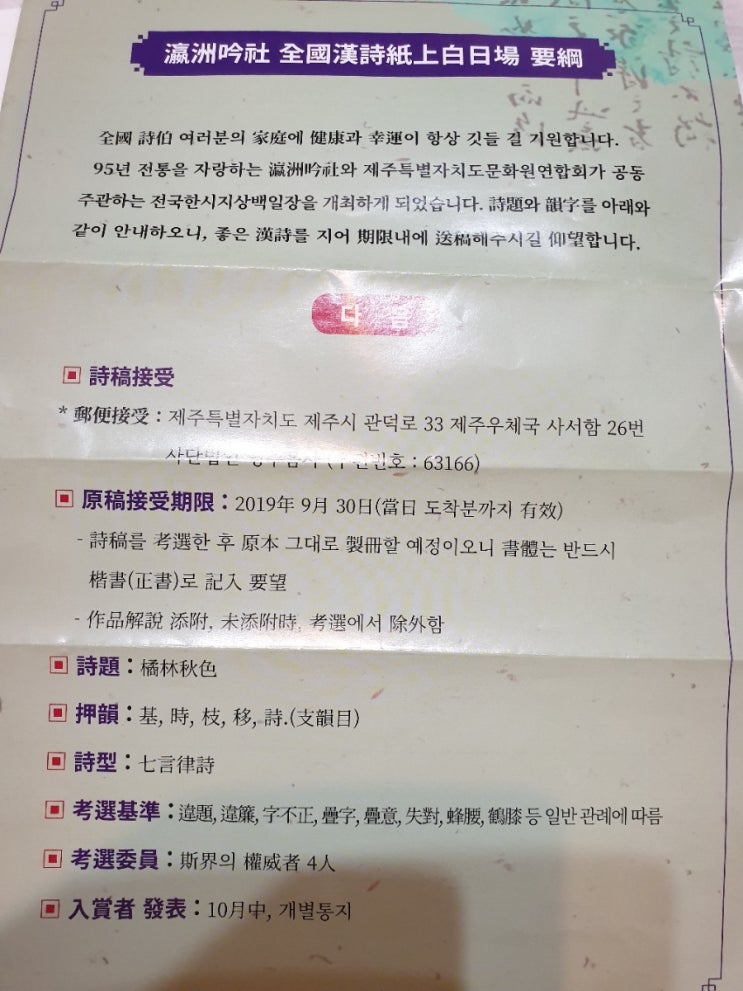 瀛洲吟社 全國漢詩紙上白日場 要綱
全國 詩伯 여러분의 家庭에 健康과 幸運이 항상 깃들 길 기원합니다.
95년 전통을 자랑하는 瀛洲吟社와 제주특별자치도문화원연합회가 공동
주관하는 전국한시지상백일장을 개최하게 되었습니다. 詩題와 韻字를 아래와
같이 안내하오니, 좋은 漢詩를 지어 期限내에 送稿해주시길 仰望합니다.
다 음
▣ 詩稿接受
* 郵便接受 : 제주특별자치도 제주시 관덕로 33 제주우체국 사서함 26번
사단법인 : 63166)
▣ 原稿接受期限 : 2019年 9月 30日(當日 도착분까지 有效)
- 詩稿를 考選한 후 原本 그대로 製冊할 예정이오니 書體는 반드시
楷書(正書)로 記入 要望
- 作品解說 添附, 未添附時, 考選에서 除外함
▣ 詩題 : 橘林秋色
▣ 押韻 : 基, 時, 枝, 移, 詩.(支韻目)
▣ 詩型 : 七言律詩
▣ 考選基準 : 違題, 違簾, 字不正, 疊字, 疊意, 失對, 蜂腰, 鶴膝 등 일반 관례에 따름
▣ 考選委員 : 斯界의 權威者 4人
▣ 入賞者 發表 : 10月中, 개별통지